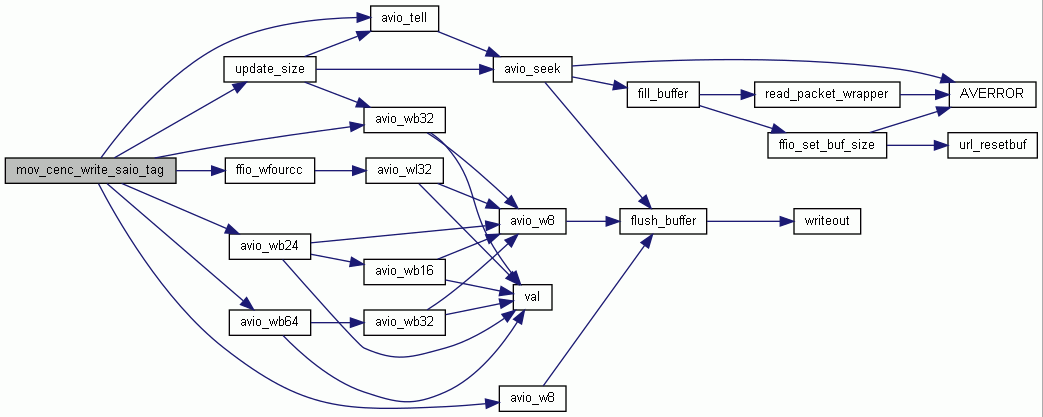 avio_tell
update_size
avio_seek
fill_buffer
read_packet_wrapper
AVERROR
avio_wb32
ffio_set_buf_size
url_resetbuf
mov_cenc_write_saio_tag
ffio_wfourcc
avio_wl32
avio_w8
flush_buffer
writeout
avio_wb24
avio_wb16
val
avio_wb64
avio_wb32
avio_w8